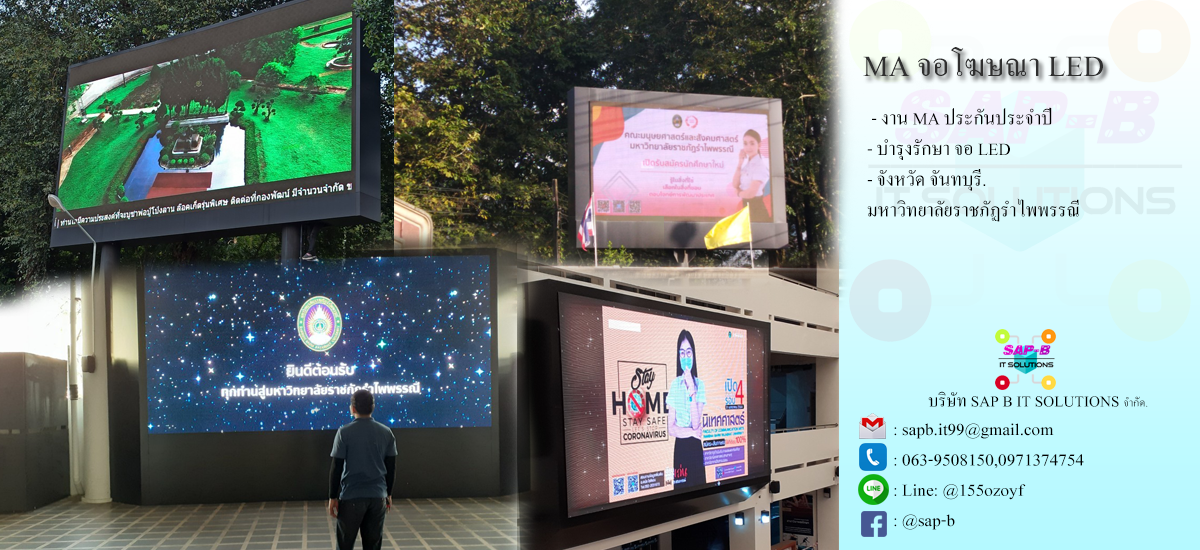 | ท่านใดมีความประสงค์ที่จะบูชาพ่อปู่โปงลาน ล๊อคเก็ตรุ่นพิเศษ ติดต่อที่กองพัฒน์ มีจำนวนจำกัด ข
คณะมนุษยศาสตร์และสังคมศาสตร์
มหาวิทยาลัยราชภัฏรำไพพรรณี
เปิดรับสมัครนักศึกษาใหม่
ยินดีต้อนรับ
ทุกท่านสู่มหาวิทยาลัยราชภัฏรำไพพรรณี
Stay
HOME
STAY SAFE
CORONAVIRUS
เปิด
รับ 4
นิเทศศาสตร์
100%
MA จอโฆษณา LED
- งาน MA ประกันประจำปี
- บำรุงรักษา จอ LED
- จังหวัด จันทบุรี.
มหาวิทยาลัยราชภัฏรำไพพรรณี
SAP-B
IT SOLUTIONS
SAP-B
IT SOLUTIONS
บริษัท SAP B IT SOLUTIONS จำกัด.
: sapb.it99@gmail.com
: 063-9508150,0971374754
LINE : Line: @155ozoyf
: @sap-b